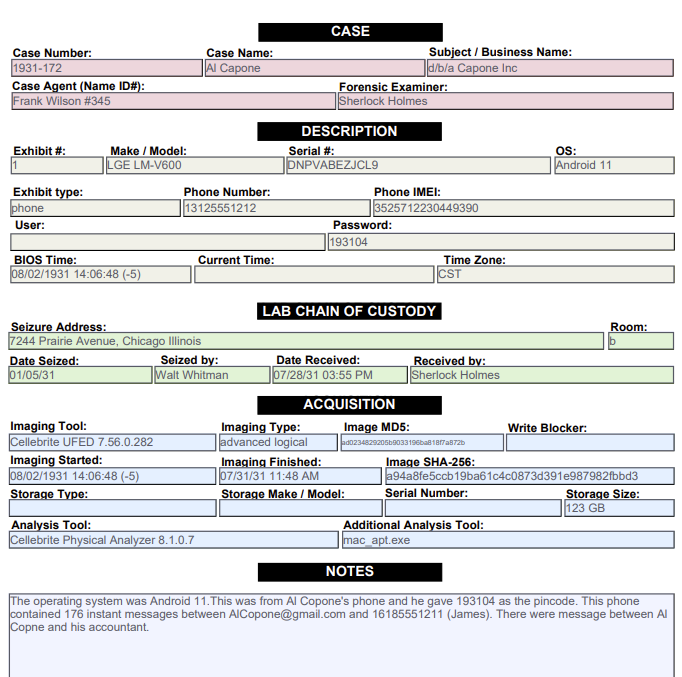 CASE
Case Number: Case Name: Subject / Business Name:
1931-172 Al Capone d/b/a Capone Inc
Case Agent (Name ID#): Forensic Examiner:
Frank Wilson #345 Sherlock Holmes
DESCRIPTION
Exhibit #: Make / Model: Serial #: OS:
1 LGE LM-V600 DNPVABEZJCL9 Android 11
Exhibit type: Phone Number: Phone IMEI:
phone 13125551212 3525712230449390
User: Password:
193104
BIOS Time: Current Time: Time Zone:
08/02/1931 14:06:48 (-5) CST
LAB CHAIN OF CUSTODY
Seizure Address: Room:
7244 Prairie Avenue, Chicago Illinois b
Date Seized: Seized by: Date Received: Received by:
01/05/31 Walt Whitman 07/28/31 03:55 PM Sherlock Holmes
ACQUISITION
Imaging Tool: Imaging Type: Image MD5: Write Blocker:
Cellebrite UFED 7.56.0.282 advanced logical ad0234829205b9033196ba818f7a872b
Imaging Started: Imaging Finished: Image SHA-256:
08/02/1931 14:06:48 (-5) 07/31/31 11:48 AM a94a8fe5ccb19ba61c4c0873d391e987982fbbd3
Storage Type: Storage Make / Model: Serial Number: Storage Size:
123 GB
Analysis Tool: Additional Analysis Tool:
Cellebrite Physical Analyzer 8.1.0.7 mac_apt.exe
NOTES
The operating system was Android 11.This was from Al Copone's phone and he gave 193104 as the pincode. This phone
contained 176 instant messages between AlCopone@gmail.com and 16185551211 (James). There were message between Al
Copne and his accountant.